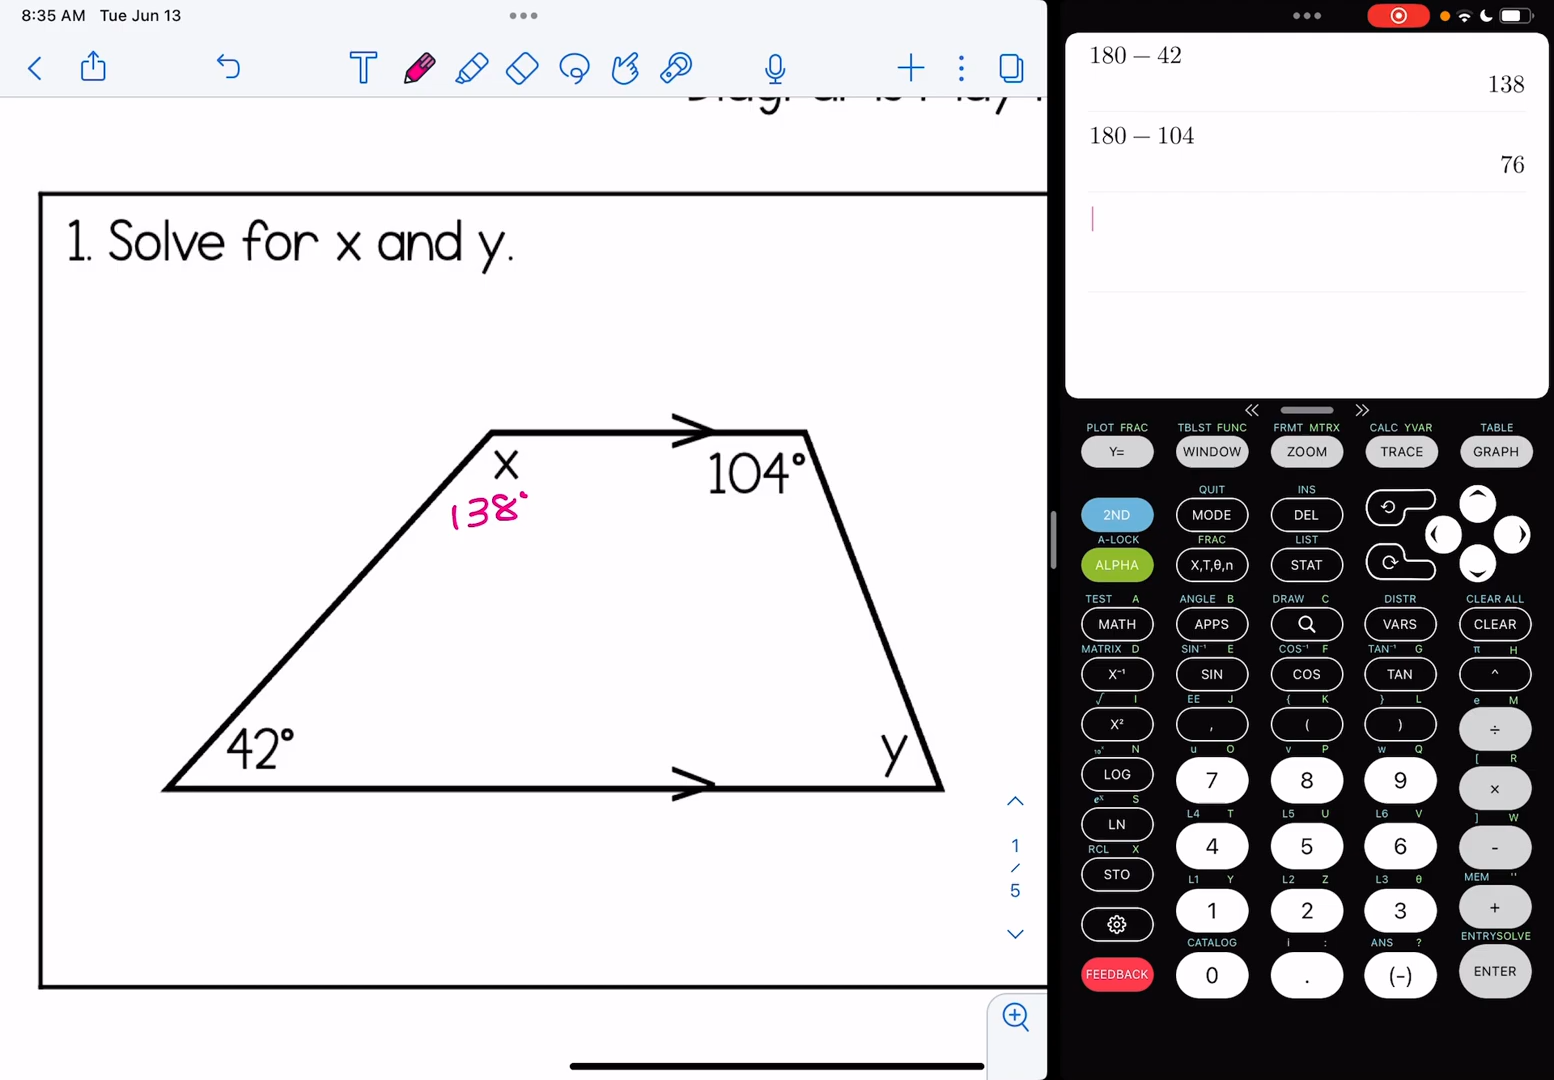 8:35 AM Tue Jun 13
1. Solve for x and y.
x
104°
138°
42°
y
1
/
5
180 − 42
138
180 − 104
76
PLOT FRAC TBLST FUNC FRMT MTRX CALC YVAR TABLE
Y= WINDOW ZOOM TRACE GRAPH
QUIT INS
2ND MODE DEL
A-LOCK FRAC LIST
ALPHA X,T,θ,n STAT
TEST A ANGLE B DRAW C DISTR CLEAR ALL
MATH APPS VARS CLEAR
MATRIX D SIN⁻¹ E COS⁻¹ F TAN⁻¹ G π H
X⁻¹ SIN COS TAN ^
√ I EE J { K } L e M
X² , ( ) ÷
10ˣ N u O v P w Q [ R
LOG 7 8 9 ×
eˣ S L4 T L5 U L6 V ] W
LN 4 5 6 -
RCL X L1 Y L2 Z L3 θ MEM "
STO 1 2 3 +
CATALOG i : ANS ? ENTRY SOLVE
FEEDBACK 0 . (-) ENTER